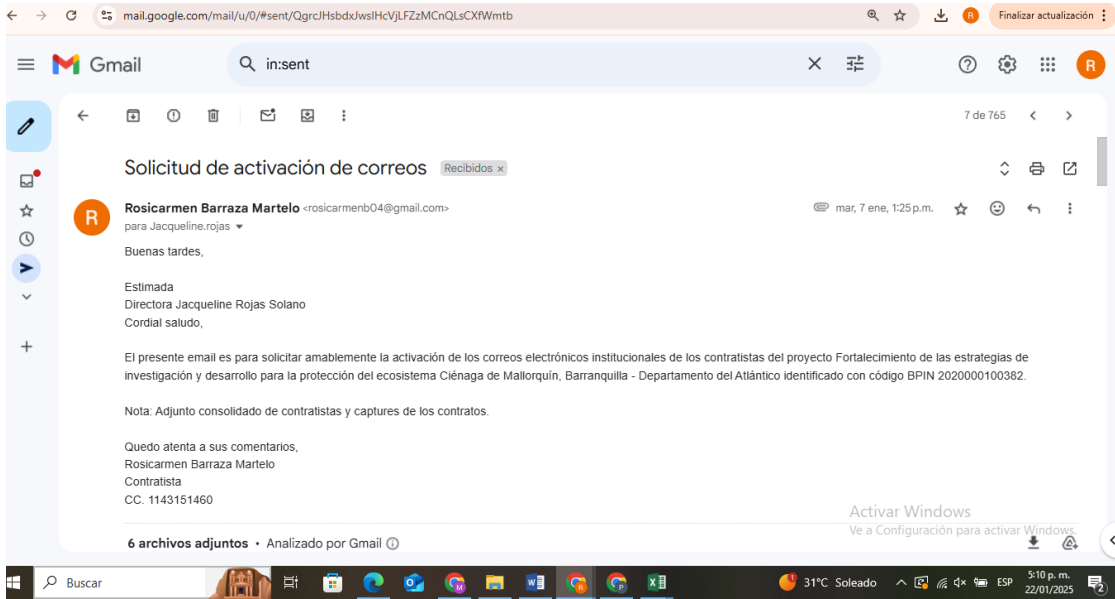 mail.google.com/mail/u/0/#sent/QgrcJHsbdxJwslHcVjLFZzMCnQLsCXfWmtb
R
Finalizar actualización
Gmail
in:sent
R
7 de 765
Solicitud de activación de correos
Recibidos ×
R
Rosicarmen Barraza Martelo <rosicarmenb04@gmail.com>
mar, 7 ene, 1:25 p.m.
para Jacqueline.rojas
Buenas tardes,
Estimada
Directora Jacqueline Rojas Solano
Cordial saludo,
El presente email es para solicitar amablemente la activación de los correos electrónicos institucionales de los contratistas del proyecto Fortalecimiento de las estrategias de
investigación y desarrollo para la protección del ecosistema Ciénaga de Mallorquín, Barranquilla - Departamento del Atlántico identificado con código BPIN 2020000100382.
Nota: Adjunto consolidado de contratistas y captures de los contratos.
Quedo atenta a sus comentarios,
Rosicarmen Barraza Martelo
Contratista
CC. 1143151460
Activar Windows
Ve a Configuración para activar Windows.
6 archivos adjuntos • Analizado por Gmail
Buscar
31°C Soleado
ESP
5:10 p. m.
22/01/2025